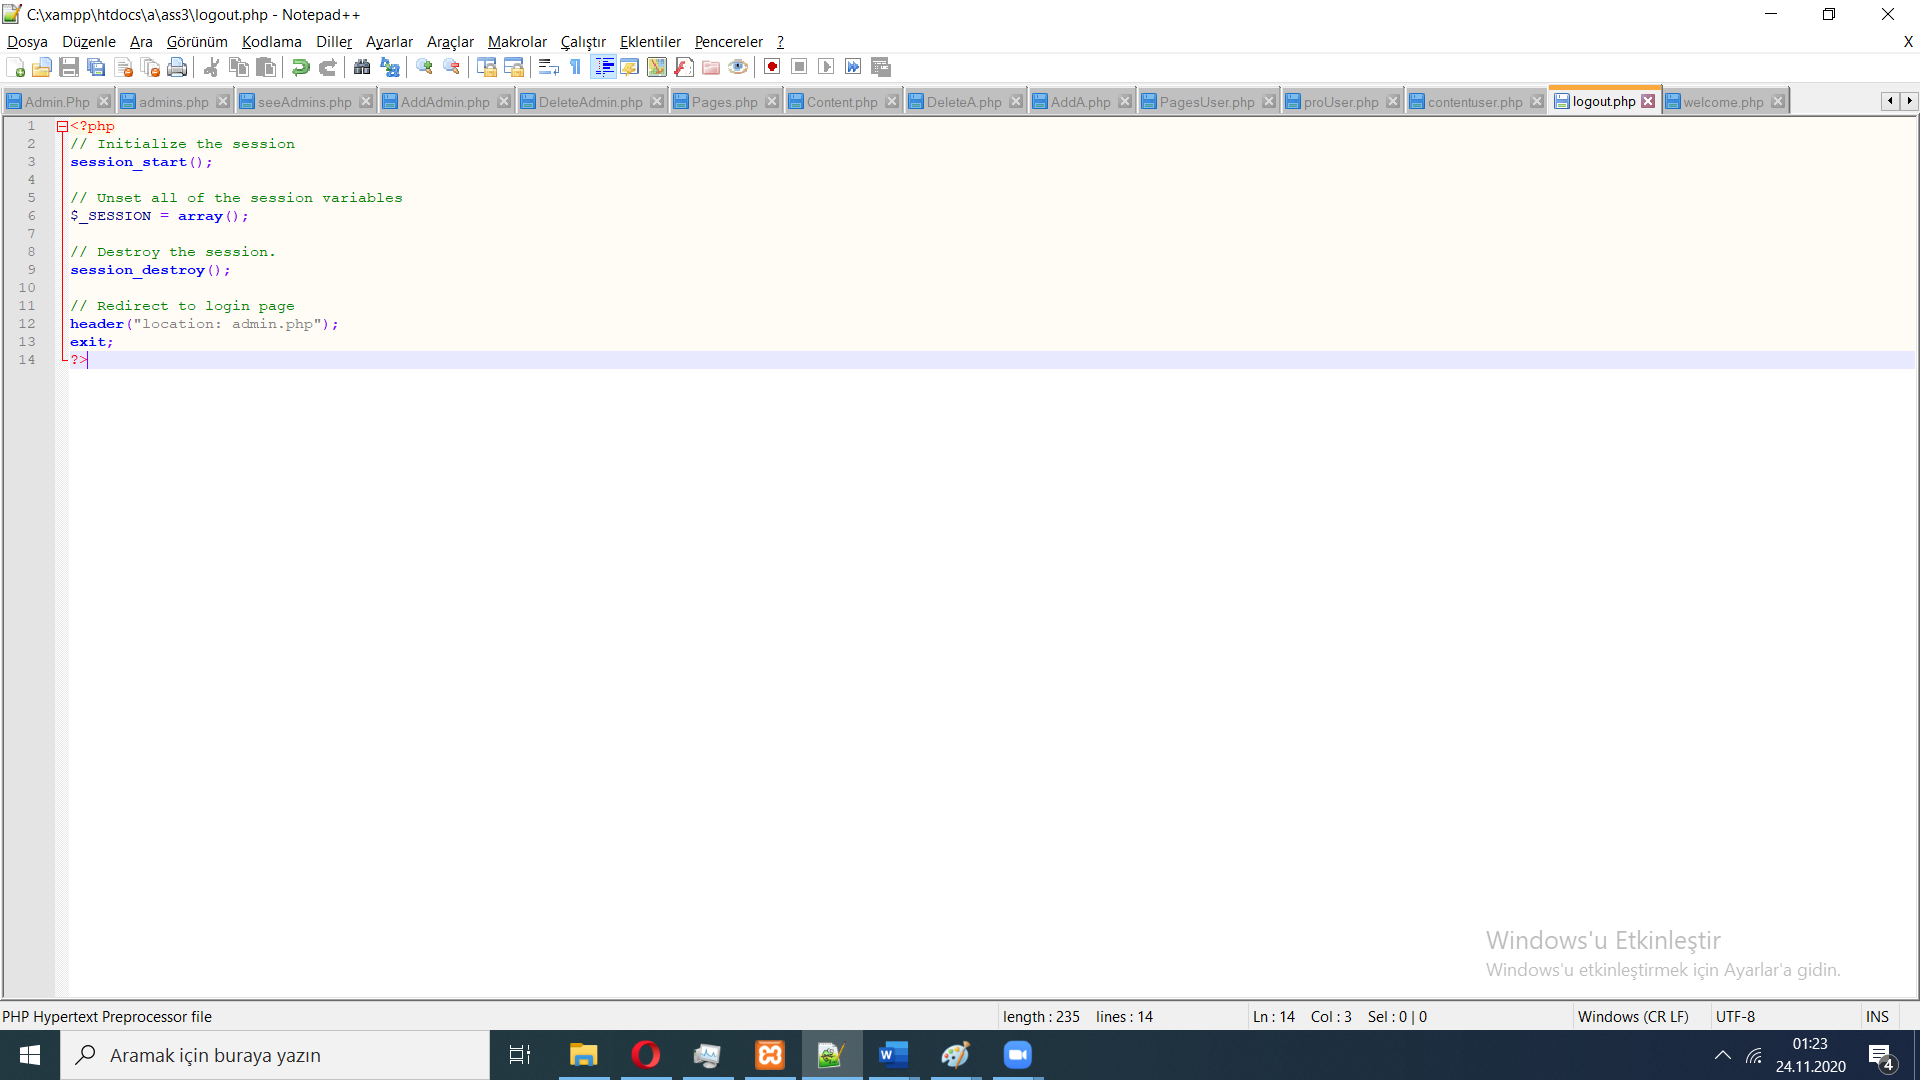 C:\xampp\htdocs\a\ass3\logout.php - Notepad++
Dosya Düzenle Ara Görünüm Kodlama Diller Ayarlar Araçlar Makrolar Çalıştır Eklentiler Pencereler ? X
Admin.Php admins.php seeAdmins.php AddAdmin.php DeleteAdmin.php Pages.php Content.php DeleteA.php AddA.php PagesUser.php proUser.php contentuser.php logout.php welcome.php
1 <?php
2 // Initialize the session
3 session_start();
4
5 // Unset all of the session variables
6 $_SESSION = array();
7
8 // Destroy the session.
9 session_destroy();
10
11 // Redirect to login page
12 header("location: admin.php");
13 exit;
14 ?>
Windows'u Etkinleştir
Windows'u etkinleştirmek için Ayarlar'a gidin.
PHP Hypertext Preprocessor file length : 235 lines : 14 Ln : 14 Col : 3 Sel : 0 | 0 Windows (CR LF) UTF-8 INS
Aramak için buraya yazın
01:23
24.11.2020
4